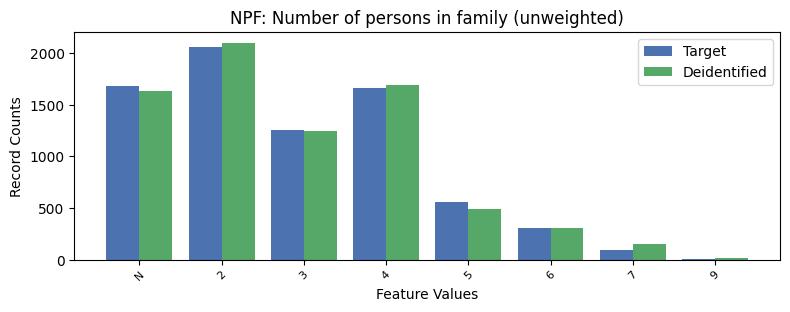 NPF: Number of persons in family (unweighted)
Target
Deidentified
Record Counts
2000
1500
1000
500
0
N
2
3
4
5
6
7
9
Feature Values